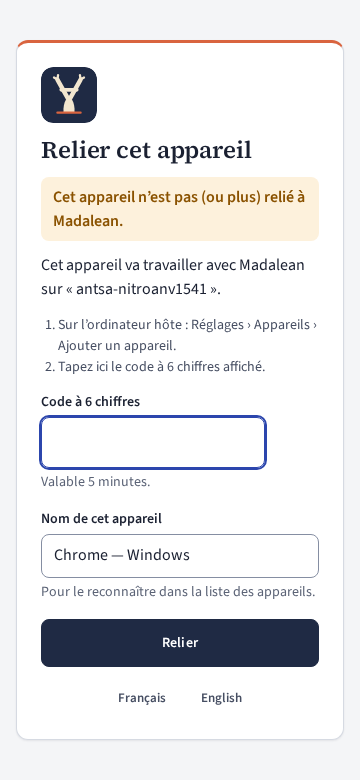 Relier cet appareil
Cet appareil n’est pas (ou plus) relié à
Madalean.
Cet appareil va travailler avec Madalean
sur « antsa-nitroanv1541 ».
1. Sur l’ordinateur hôte : Réglages › Appareils ›
Ajouter un appareil.
2. Tapez ici le code à 6 chiffres affiché.
Code à 6 chiffres
Valable 5 minutes.
Nom de cet appareil
Chrome — Windows
Pour le reconnaître dans la liste des appareils.
Relier
Français English